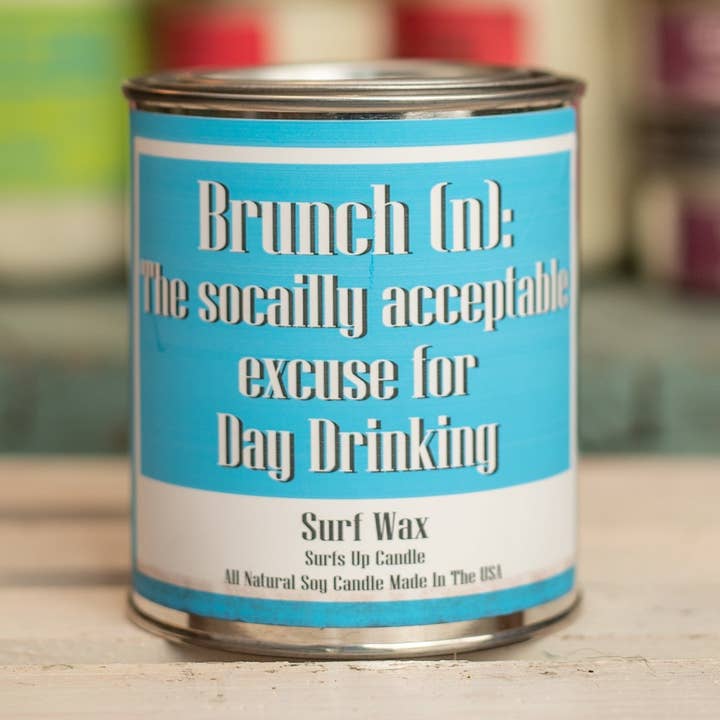 Brunch (n):
The socailly acceptable
excuse for
Day Drinking
Surf Wax
Surfs Up Candle
All Natural Soy Candle Made In The USA